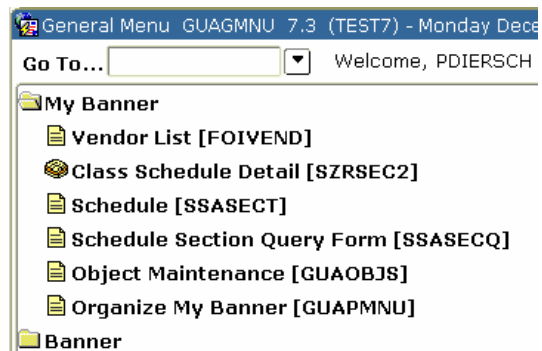 General Menu GUAGMNU 7.3 (TEST7) - Monday Dece
Go To... Welcome, PDIERSCH
My Banner
Vendor List [FOIVEND]
Class Schedule Detail [SZRSEC2]
Schedule [SSASECT]
Schedule Section Query Form [SSASECQ]
Object Maintenance [GUAOBJS]
Organize My Banner [GUAPMNU]
Banner